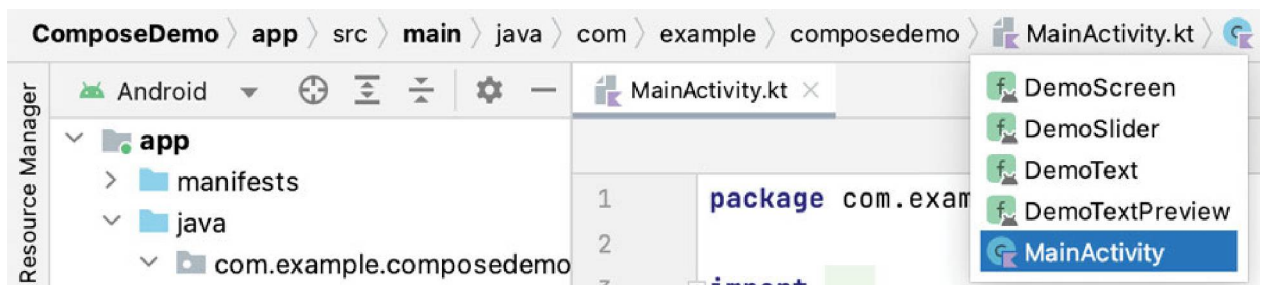 ComposeDemo app src main java com example composedemo MainActivity.kt
Resource Manager
Android
MainActivity.kt
app
manifests
java
com.example.composedemo
1
package com.exam
2
DemoScreen
DemoSlider
DemoText
DemoTextPreview
MainActivity